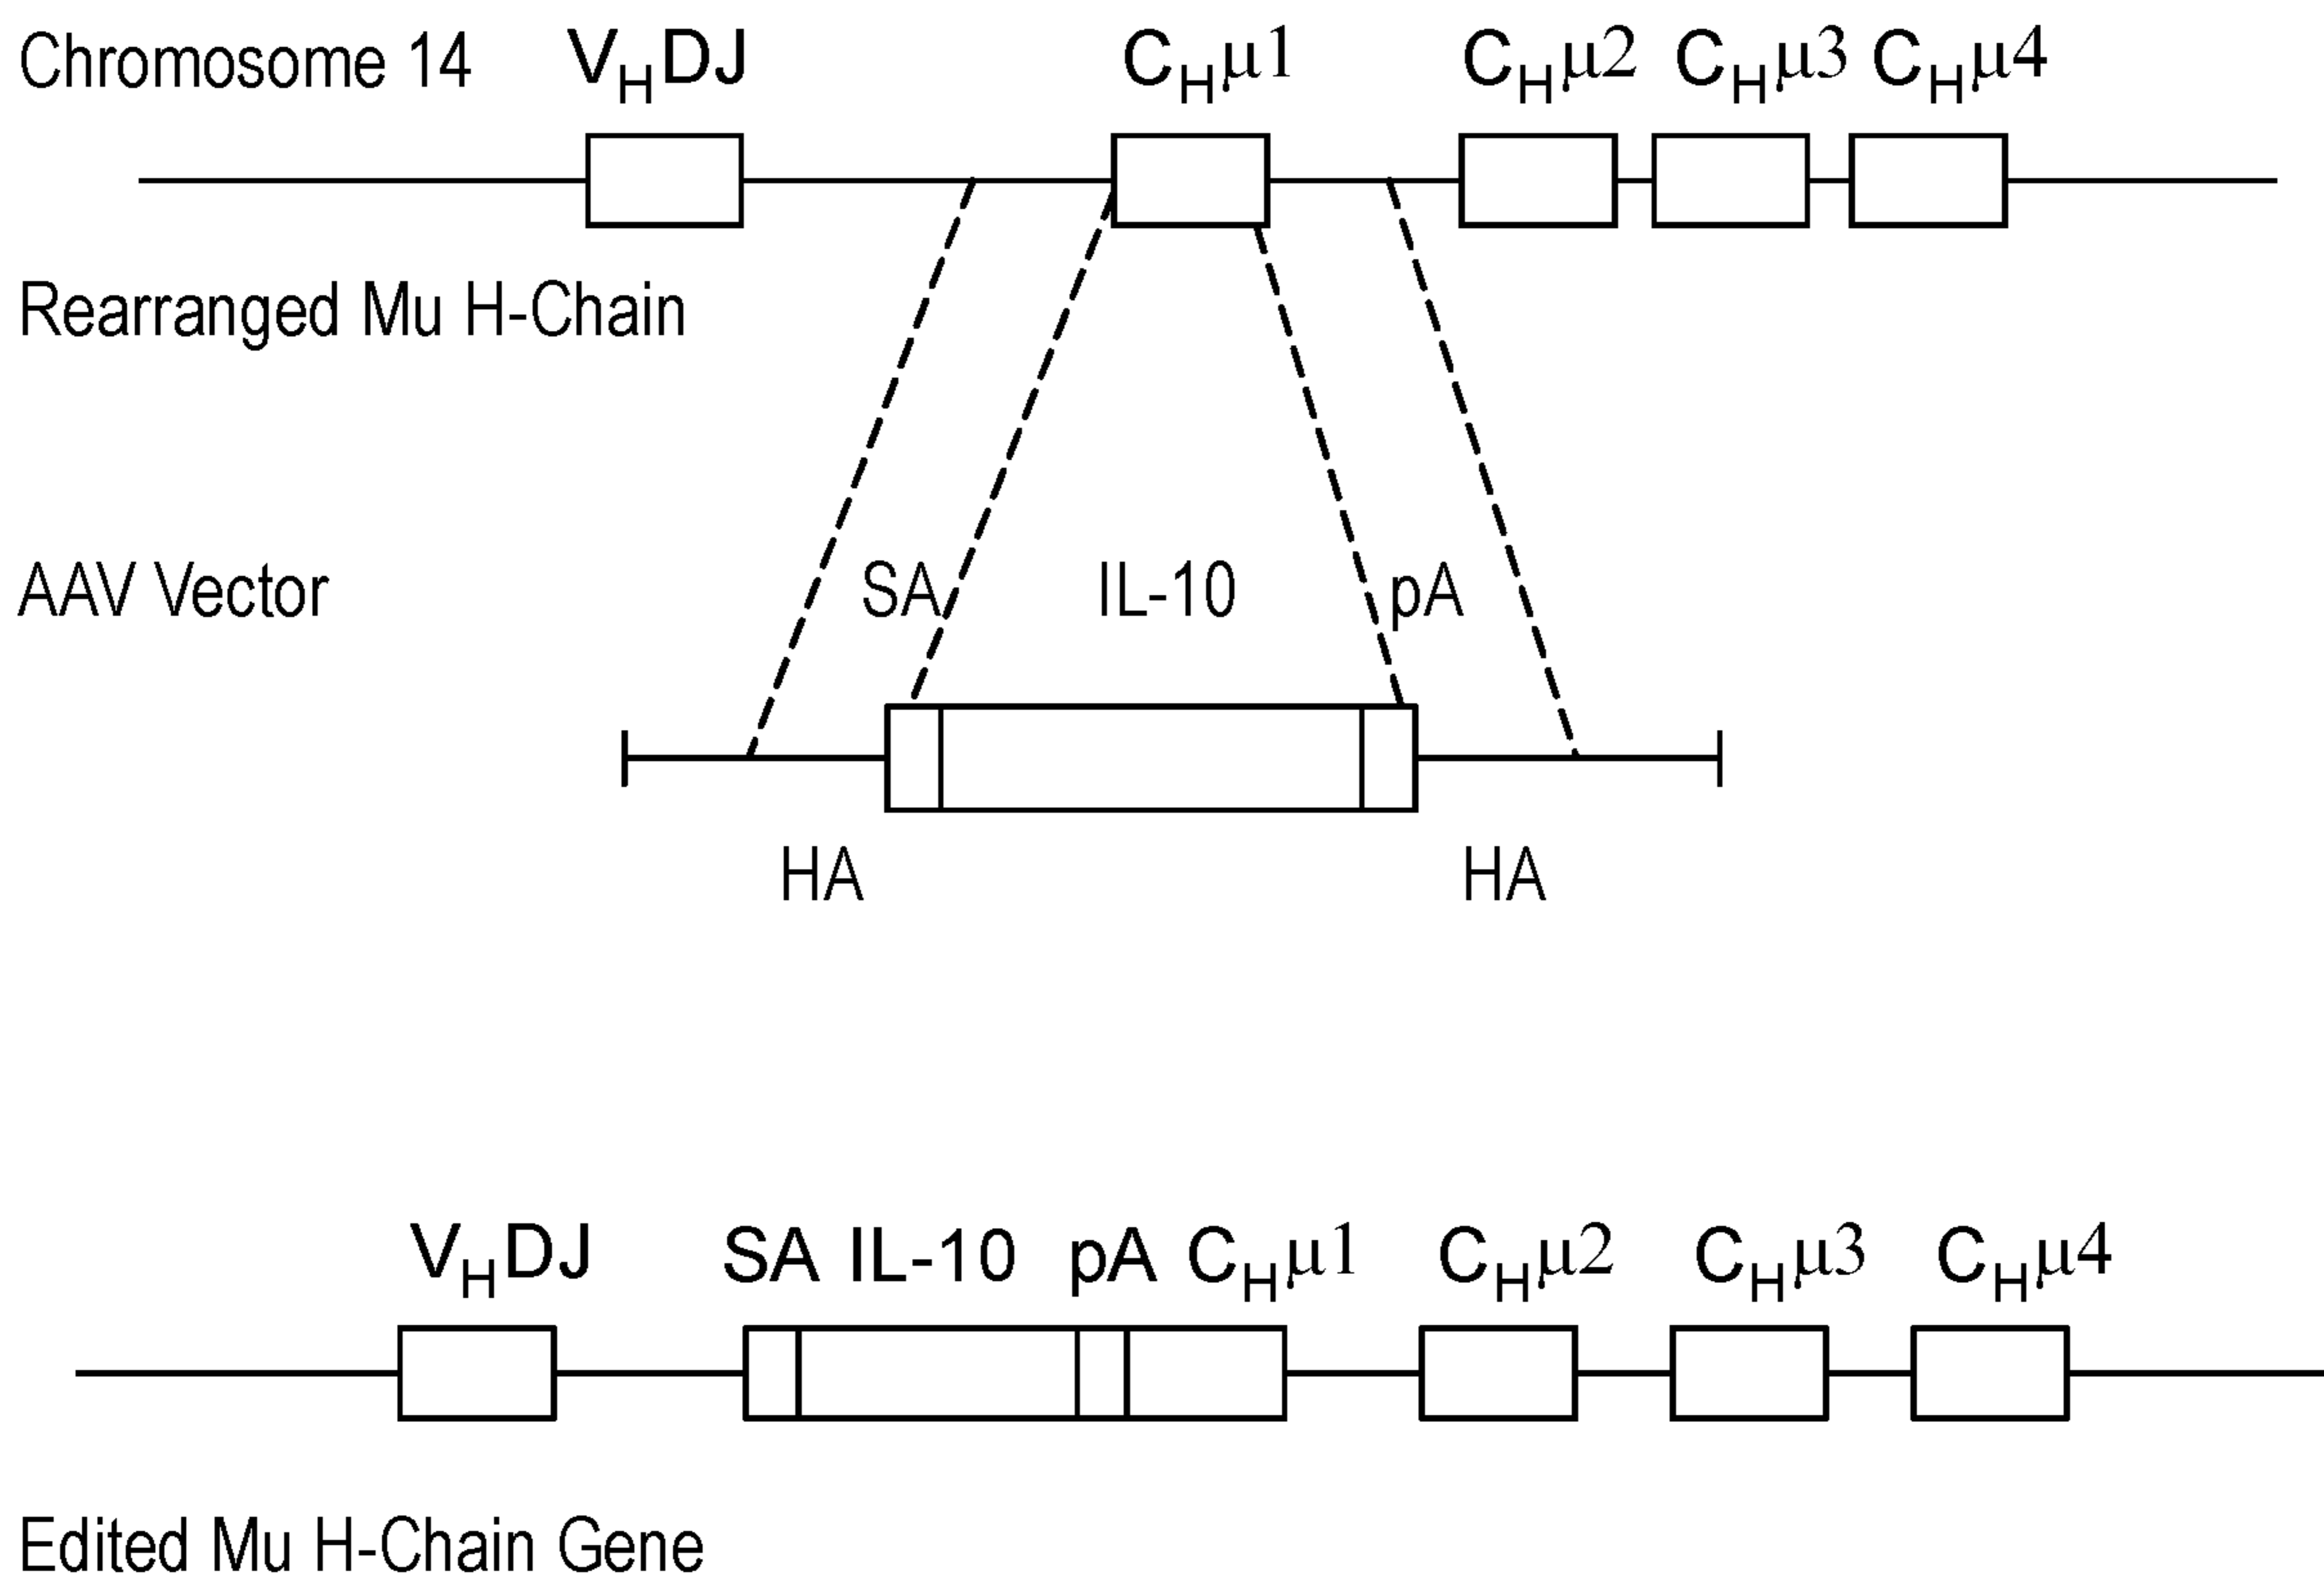 Chromosome 14 VHDJ CHμ1 CHμ2 CHμ3 CHμ4
Rearranged Mu H-Chain
AAV Vector SA IL-10 pA
HA HA
VHDJ SA IL-10 pA CHμ1 CHμ2 CHμ3 CHμ4
Edited Mu H-Chain Gene